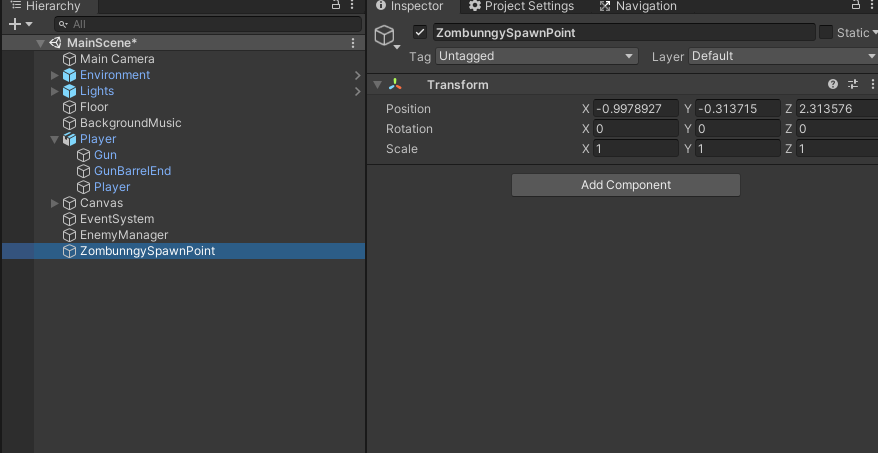 Hierarchy
All
MainScene*
Main Camera
Environment
Lights
Floor
BackgroundMusic
Player
Gun
GunBarrelEnd
Player
Canvas
EventSystem
EnemyManager
ZombunngySpawnPoint
Inspector Project Settings Navigation
ZombunngySpawnPoint Static
Tag Untagged Layer Default
Transform
Position X -0.9978927 Y -0.313715 Z 2.313576
Rotation X 0 Y 0 Z 0
Scale X 1 Y 1 Z 1
Add Component